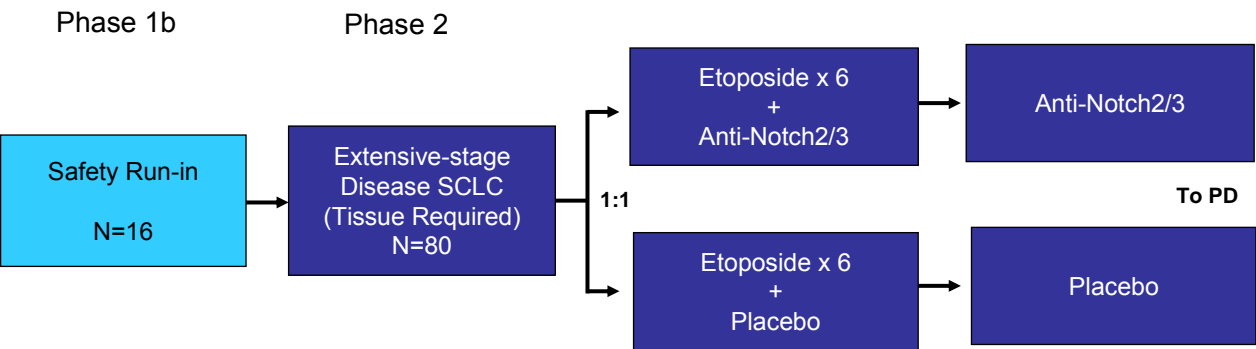 Phase 1b
Phase 2
Safety Run-in
N=16
Extensive-stage
Disease SCLC
(Tissue Required)
N=80
1:1
Etoposide x 6
+
Anti-Notch2/3
Anti-Notch2/3
Etoposide x 6
+
Placebo
Placebo
To PD